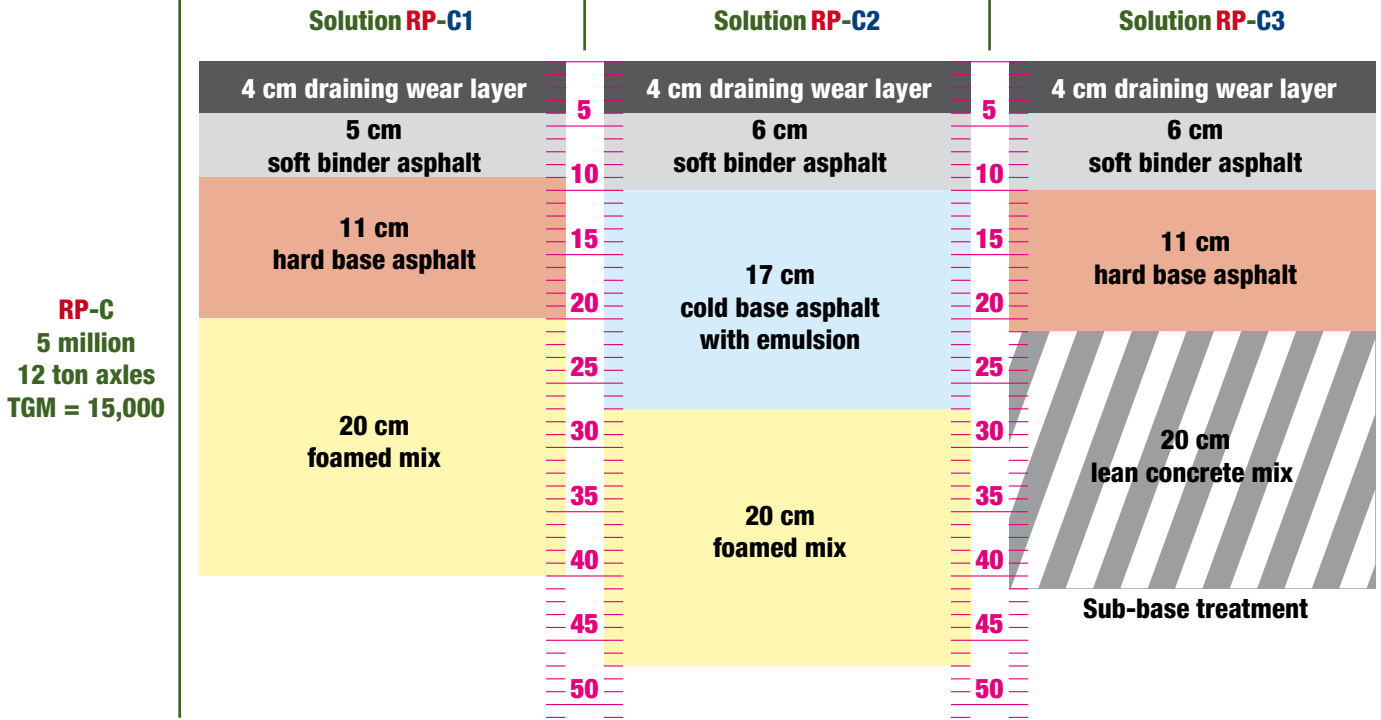 Solution RP-C1
Solution RP-C2
Solution RP-C3
RP-C
5 million
12 ton axles
TGM = 15,000
4 cm draining wear layer
5 cm
soft binder asphalt
11 cm
hard base asphalt
20 cm
foamed mix
5
10
15
20
25
30
35
40
45
50
4 cm draining wear layer
6 cm
soft binder asphalt
17 cm
cold base asphalt
with emulsion
20 cm
foamed mix
5
10
15
20
25
30
35
40
45
50
4 cm draining wear layer
6 cm
soft binder asphalt
11 cm
hard base asphalt
20 cm
lean concrete mix
Sub-base treatment